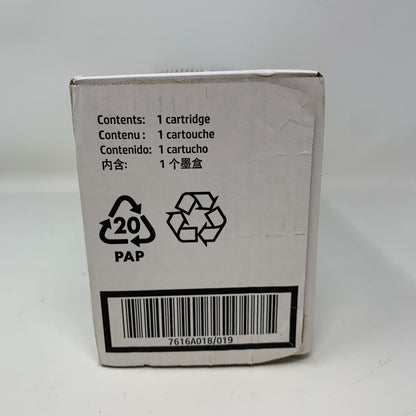 Contents: 1 cartridge
Contenu : 1 cartouche
Contenido: 1 cartucho
内含: 1 个墨盒
20
PAP
7616A018/019